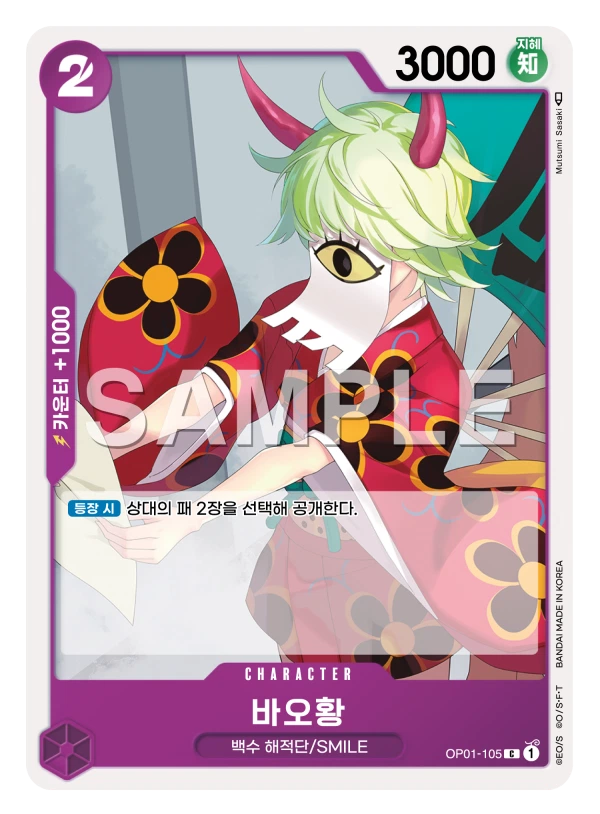 2
3000
지혜
知
Mutsumi Sasaki
카운터 +1000
SAMPLE
등장 시 상대의 패 2장을 선택해 공개한다.
CHARACTER
바오황
백수 해적단/SMILE
OP01-105 C 1
©EO/S ©O/S·F·T BANDAI MADE IN KOREA